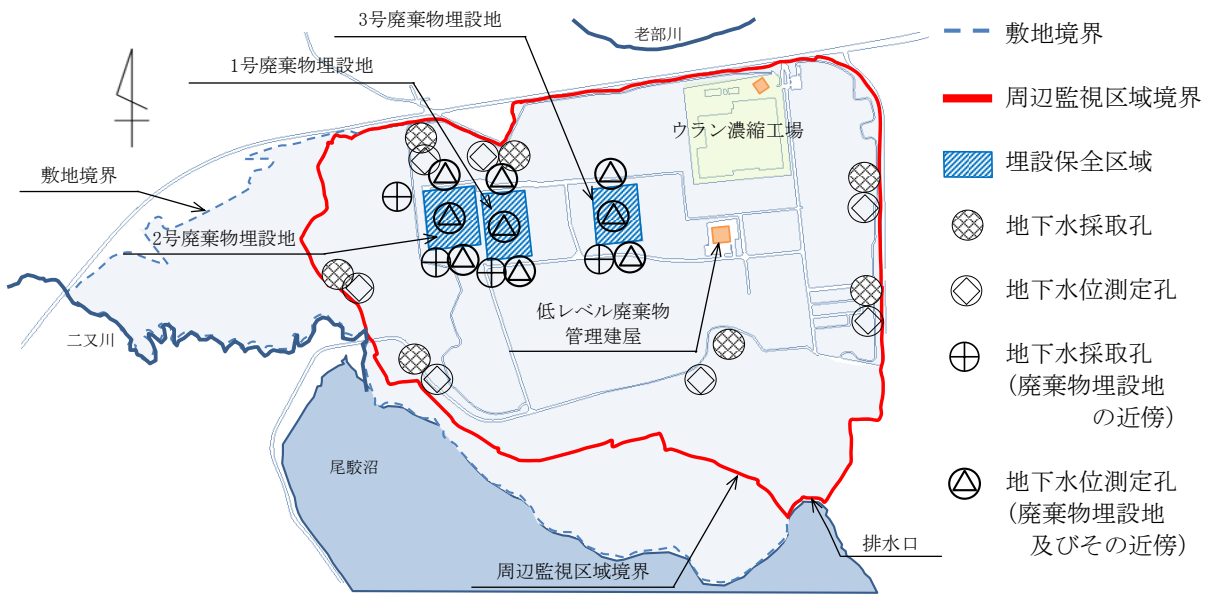 3号廃棄物埋設地
老部川
1号廃棄物埋設地
ウラン濃縮工場
敷地境界
2号廃棄物埋設地
二又川
低レベル廃棄物
管理建屋
尾駮沼
排水口
周辺監視区域境界
敷地境界
周辺監視区域境界
埋設保全区域
地下水採取孔
地下水位測定孔
地下水採取孔
(廃棄物埋設地
の近傍)
地下水位測定孔
(廃棄物埋設地
及びその近傍)